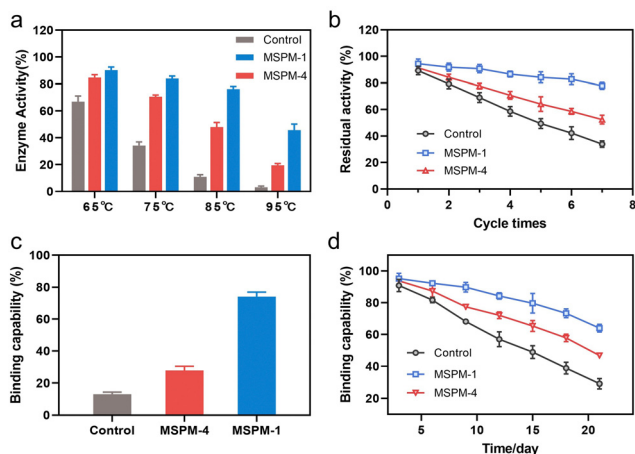 a
Enzyme Activity(%)
120
100
80
60
40
20
0
65℃
75℃
85℃
95℃
Control
MSPM-1
MSPM-4
b
Residual activity (%)
120
100
80
60
40
20
0
0
2
4
6
8
Cycle times
Control
MSPM-1
MSPM-4
c
Binding capability (%)
100
80
60
40
20
0
Control
MSPM-4
MSPM-1
d
Binding capability (%)
120
100
80
60
40
20
0
5
10
15
20
Time/day
Control
MSPM-1
MSPM-4